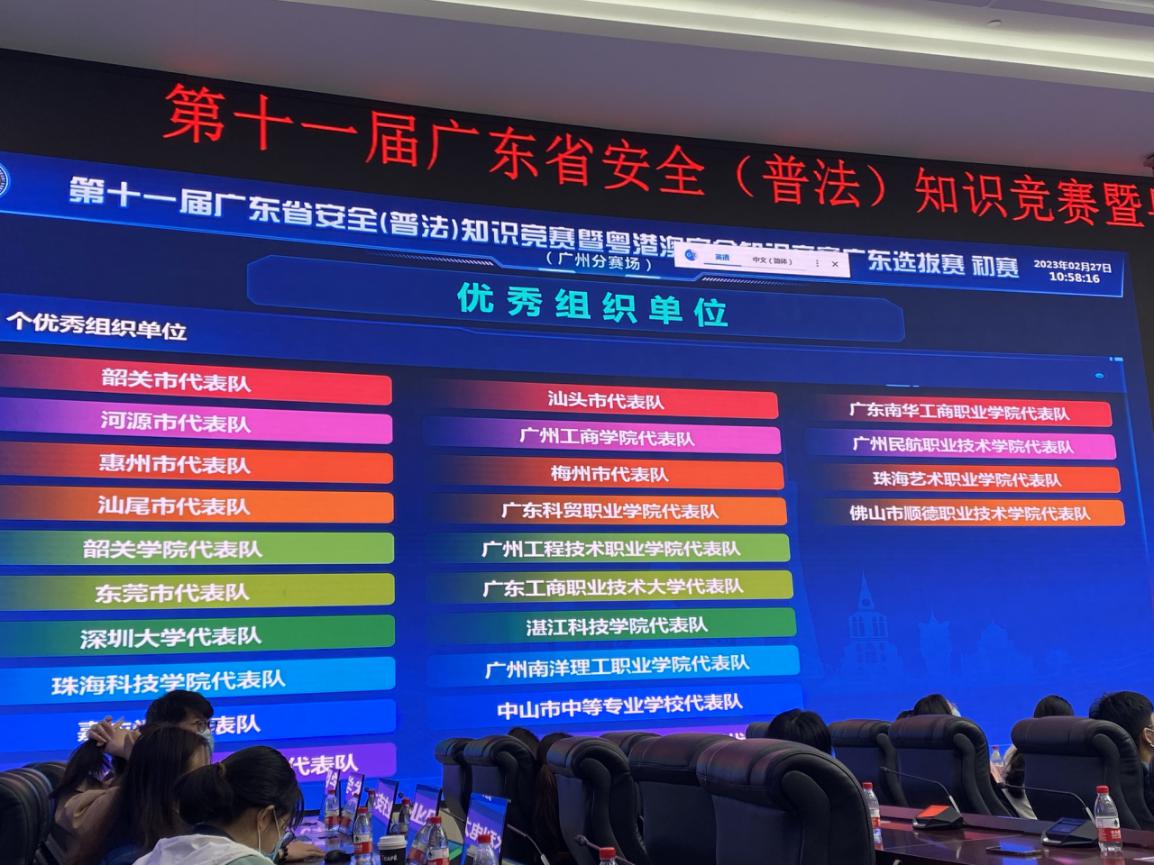 第十一届广东省安全（普法）知识竞赛暨
第十一届广东省安全(普法)知识竞赛暨粤港澳安全知识竞赛广东选拔赛 初赛
2023年02月27日
10:58:16
(广州分赛场)
英语 中文（简体）
优秀组织单位
个优秀组织单位
韶关市代表队
河源市代表队
惠州市代表队
汕尾市代表队
韶关学院代表队
东莞市代表队
深圳大学代表队
珠海科技学院代表队
表队
代表队
汕头市代表队
广州工商学院代表队
梅州市代表队
广东科贸职业学院代表队
广州工程技术职业学院代表队
广东工商职业技术大学代表队
湛江科技学院代表队
广州南洋理工职业学院代表队
中山市中等专业学校代表队
广东南华工商职业学院代表队
广州民航职业技术学院代表队
珠海艺术职业学院代表队
佛山市顺德职业技术学院代表队